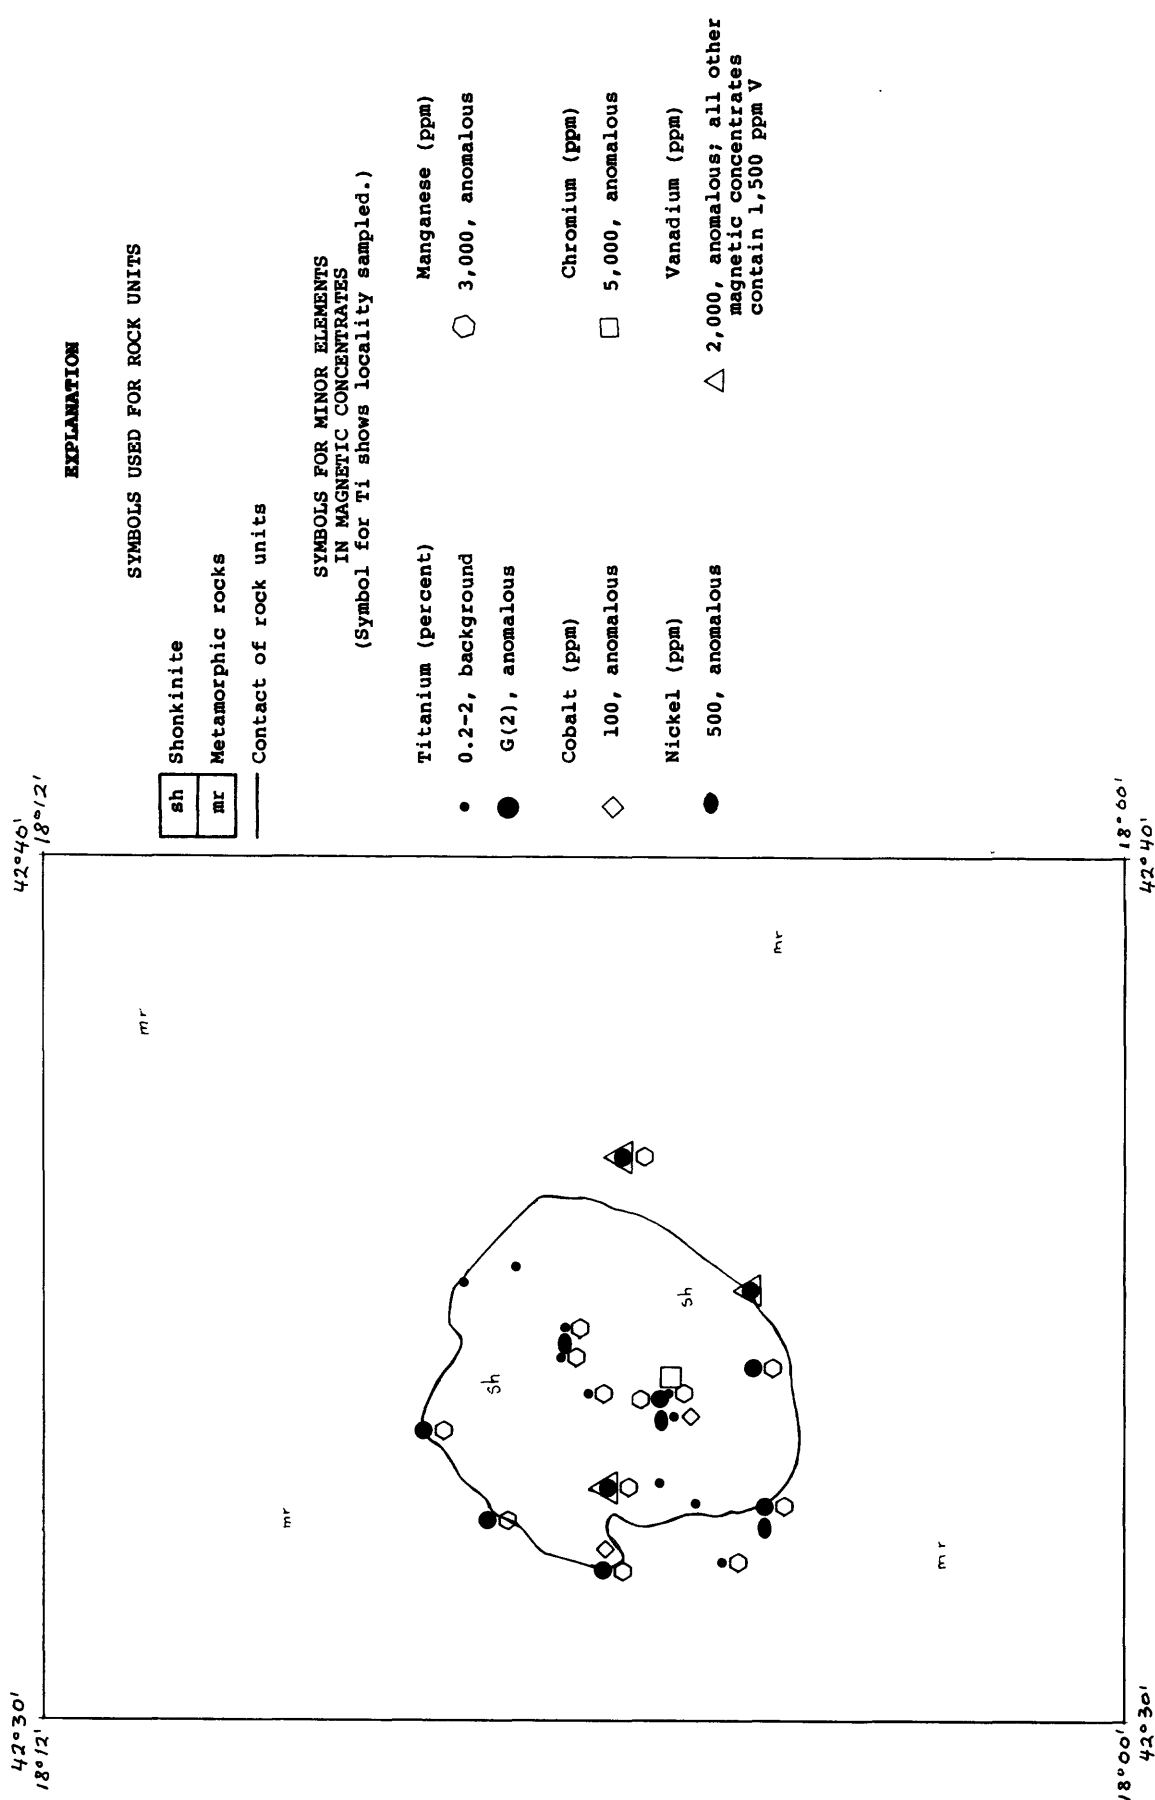 EXPLANATION
SYMBOLS USED FOR ROCK UNITS
sh Shonkinite
mr Metamorphic rocks
Contact of rock units
SYMBOLS FOR MINOR ELEMENTS
IN MAGNETIC CONCENTRATES
(Symbol for Ti shows locality sampled.)
Titanium (percent)
0.2-2, background
G(2), anomalous
Cobalt (ppm)
100, anomalous
Nickel (ppm)
500, anomalous
Manganese (ppm)
3,000, anomalous
Chromium (ppm)
5,000, anomalous
Vanadium (ppm)
2,000, anomalous; all other
magnetic concentrates
contain 1,500 ppm V
42°30'
18°12'
42°40'
18°12'
mr
mr
sh
sh
mr
mr
18°00'
42°30'
18°00'
42°40'